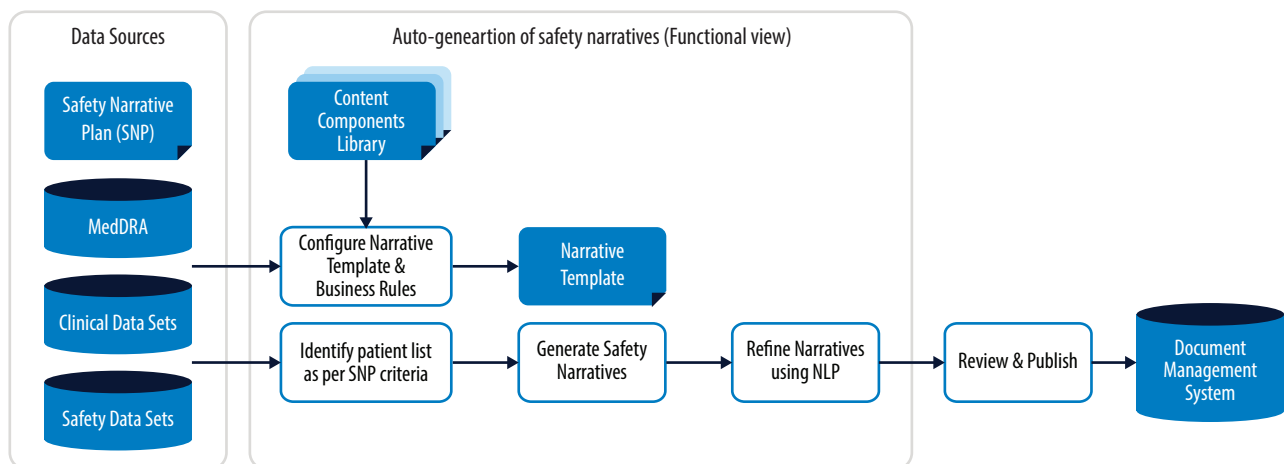 Data Sources
Safety Narrative
Plan (SNP)
MedDRA
Clinical Data Sets
Safety Data Sets
Auto-geneartion of safety narratives (Functional view)
Content
Components
Library
Configure Narrative
Template &
Business Rules
Narrative
Template
Identify patient list
as per SNP criteria
Generate Safety
Narratives
Refine Narratives
using NLP
Review & Publish
Document
Management
System